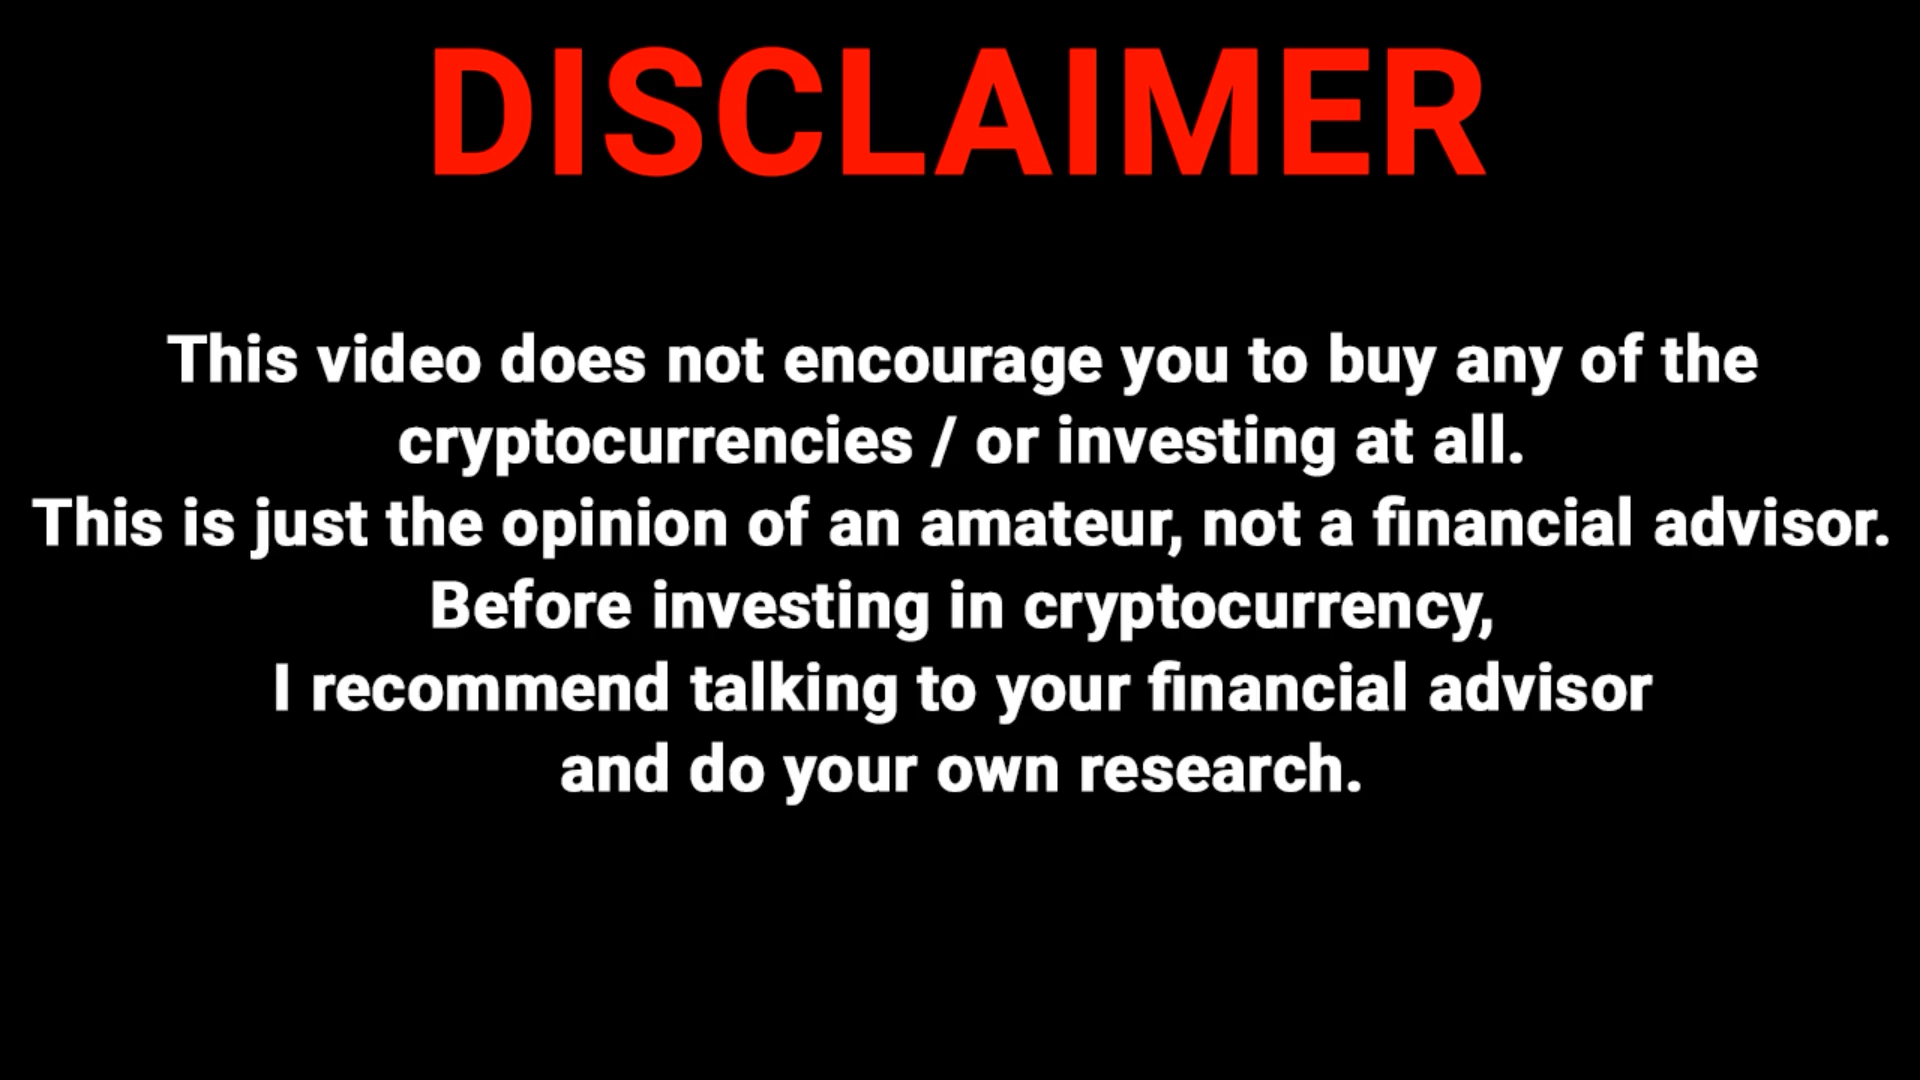 DISCLAIMER
This video does not encourage you to buy any of the
cryptocurrencies / or investing at all.
This is just the opinion of an amateur, not a financial advisor.
Before investing in cryptocurrency,
I recommend talking to your financial advisor
and do your own research.